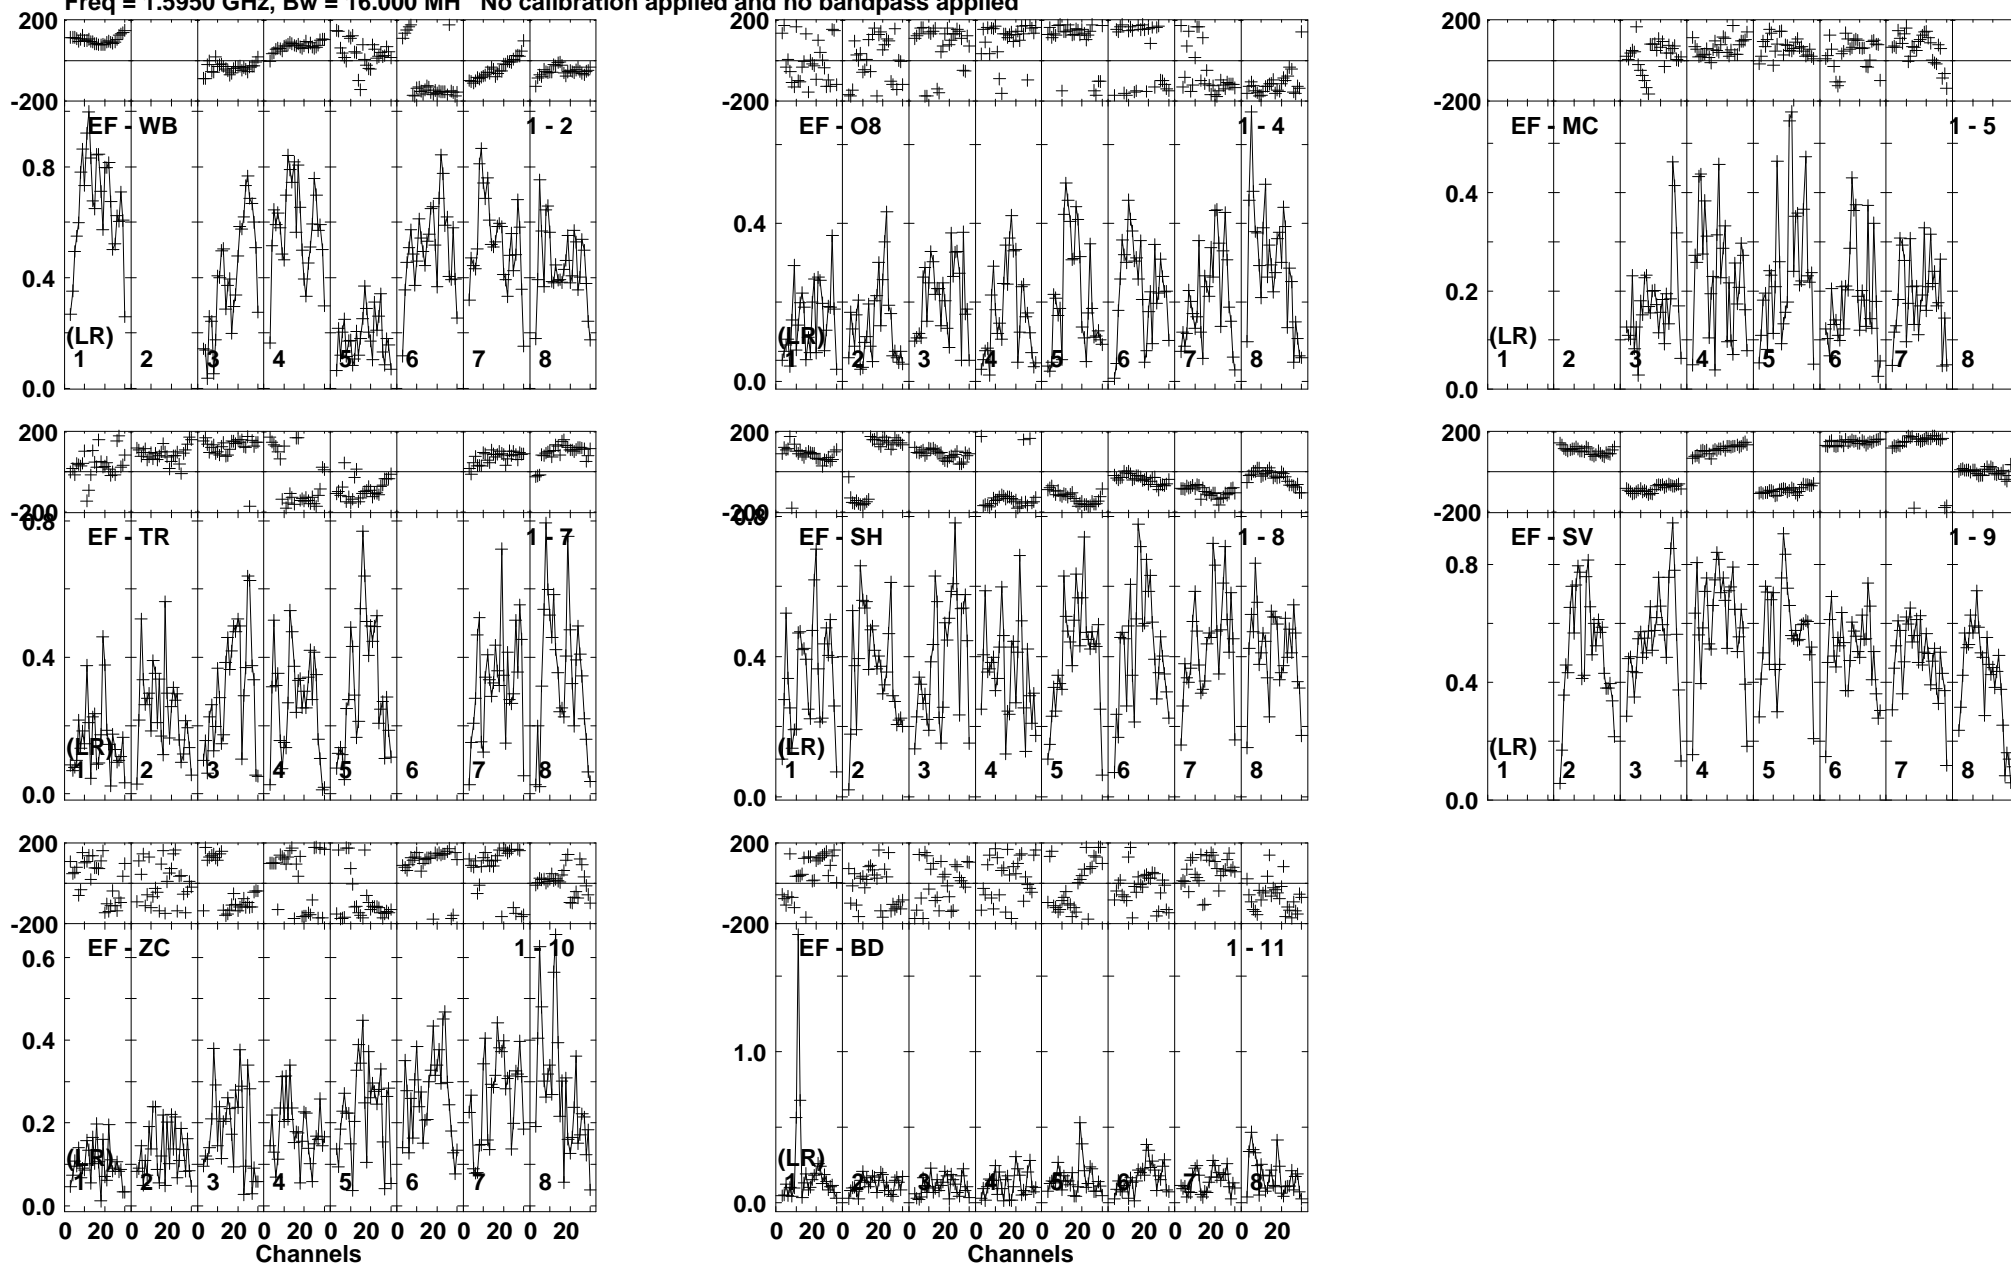 Freq = 1.5950 GHz, Bw = 16.000 MH No calibration applied and no bandpass applied
200
-200
EF - WB
1 - 2
0.8
0.4
0.0
(LR)
1 2 3 4 5 6 7 8
EF - O8
1 - 4
200
-200
0.4
0.0
(LR)
1 2 3 4 5 6 7 8
EF - MC
1 - 5
200
-200
0.4
0.2
0.0
(LR)
1 2 3 4 5 6 7 8
200
-200
0.8
EF - TR
1 - 7
0.4
0.0
(LR)
1 2 3 4 5 6 7 8
200
-200
0.8
EF - SH
1 - 8
0.4
0.0
(LR)
1 2 3 4 5 6 7 8
200
-200
EF - SV
1 - 9
0.8
0.4
0.0
(LR)
1 2 3 4 5 6 7 8
200
-200
EF - ZC
1 - 10
0.6
0.4
0.2
0.0
(LR)
1 2 3 4 5 6 7 8
0 20 0 20 0 20 0 20 0 20 0 20 0 20 0 20
Channels
200
-200
EF - BD
1 - 11
1.0
0.0
(LR)
1 2 3 4 5 6 7 8
0 20 0 20 0 20 0 20 0 20 0 20 0 20 0 20
Channels